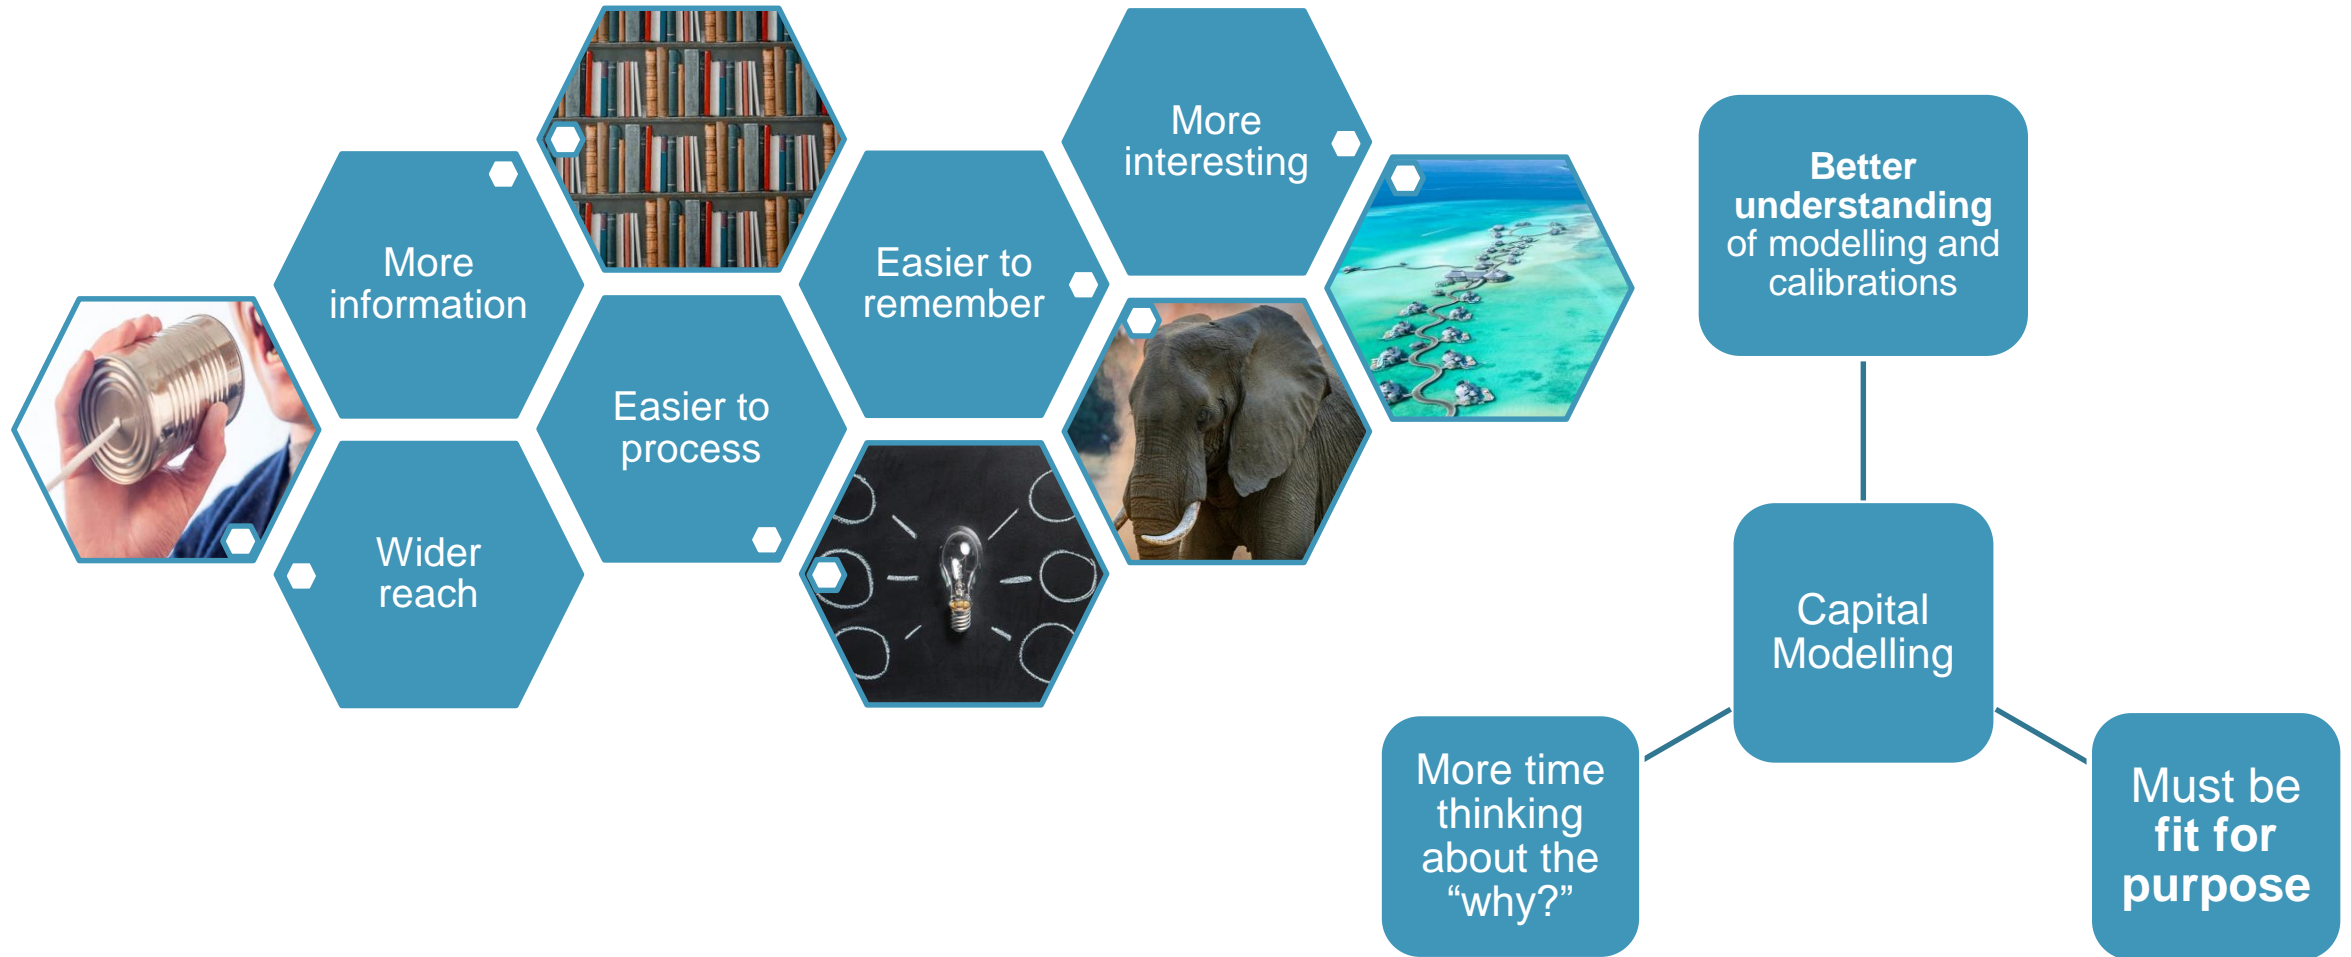 More
information
Wider
reach
Easier to
process
Easier to
remember
More
interesting
Better
understanding
of modelling and
calibrations
Capital
Modelling
More time
thinking
about the
“why?”
Must be
fit for
purpose